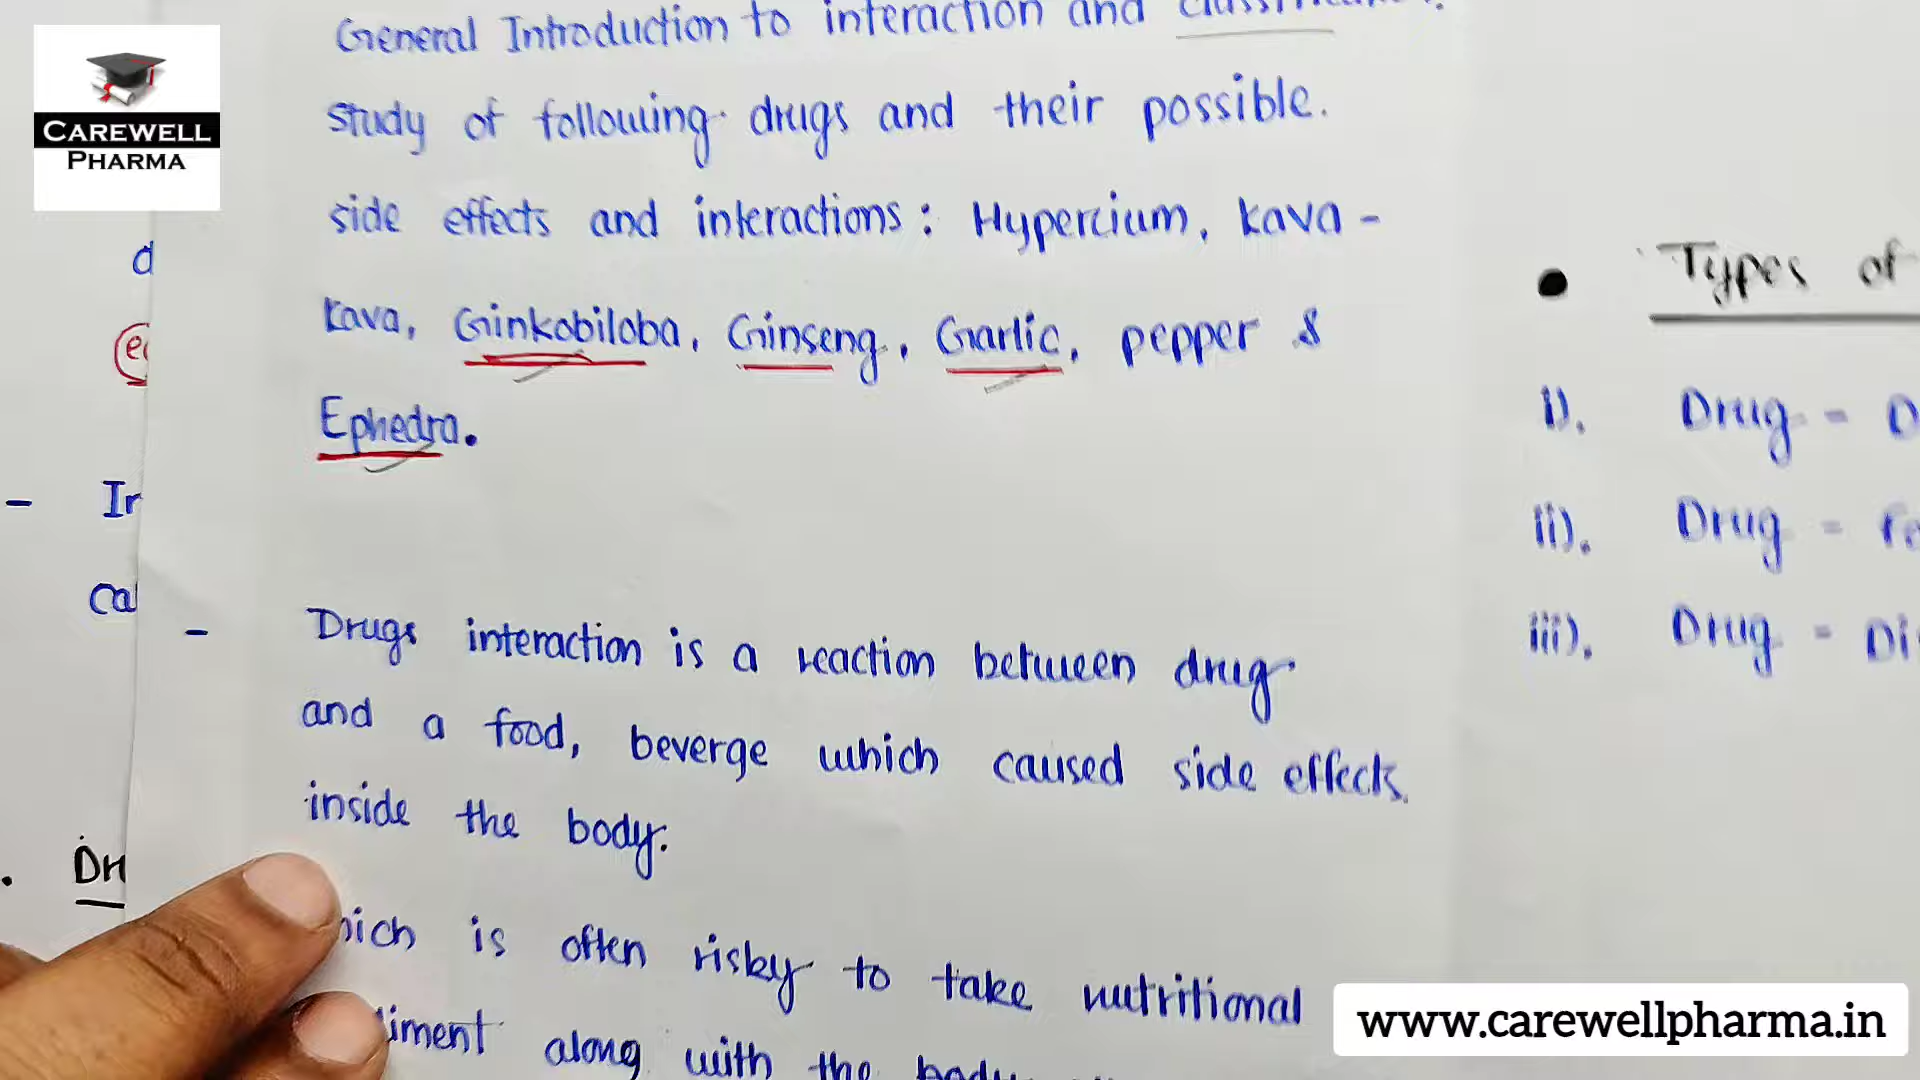 CAREWELL
PHARMA
General Introduction to interaction and
study of following drugs and their possible.
side effects and interactions: Hypercium, kava -
kava, Ginkobiloba, Ginseng, Garlic, pepper &
Ephedra.
- Drugs interaction is a reaction between drug
and a food, beverge which caused side effects.
inside the body.
is often risky to take nutritional
along with the body
• Types of
i). Drug -
ii). Drug -
iii). Drug -
www.carewellpharma.in